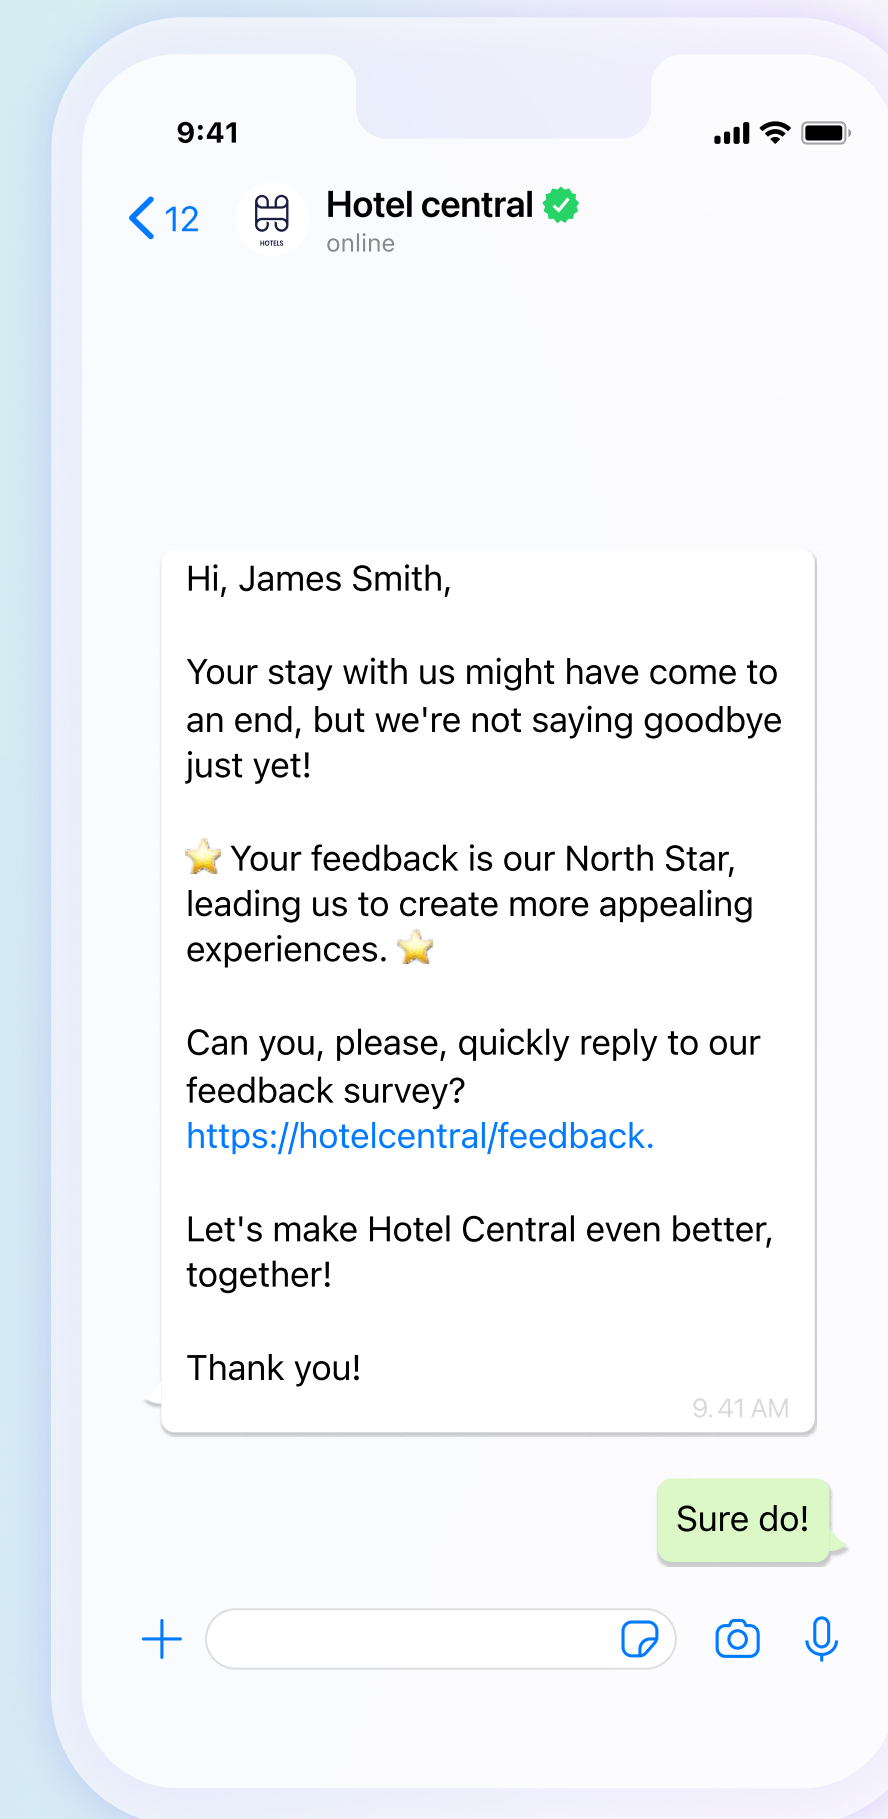 9:41
12
Hotel central
HOTELS
online
Hi, James Smith,
Your stay with us might have come to
an end, but we're not saying goodbye
just yet!
⭐ Your feedback is our North Star,
leading us to create more appealing
experiences. ⭐
Can you, please, quickly reply to our
feedback survey?
https://hotelcentral/feedback.
Let's make Hotel Central even better,
together!
Thank you!
9.41 AM
Sure do!